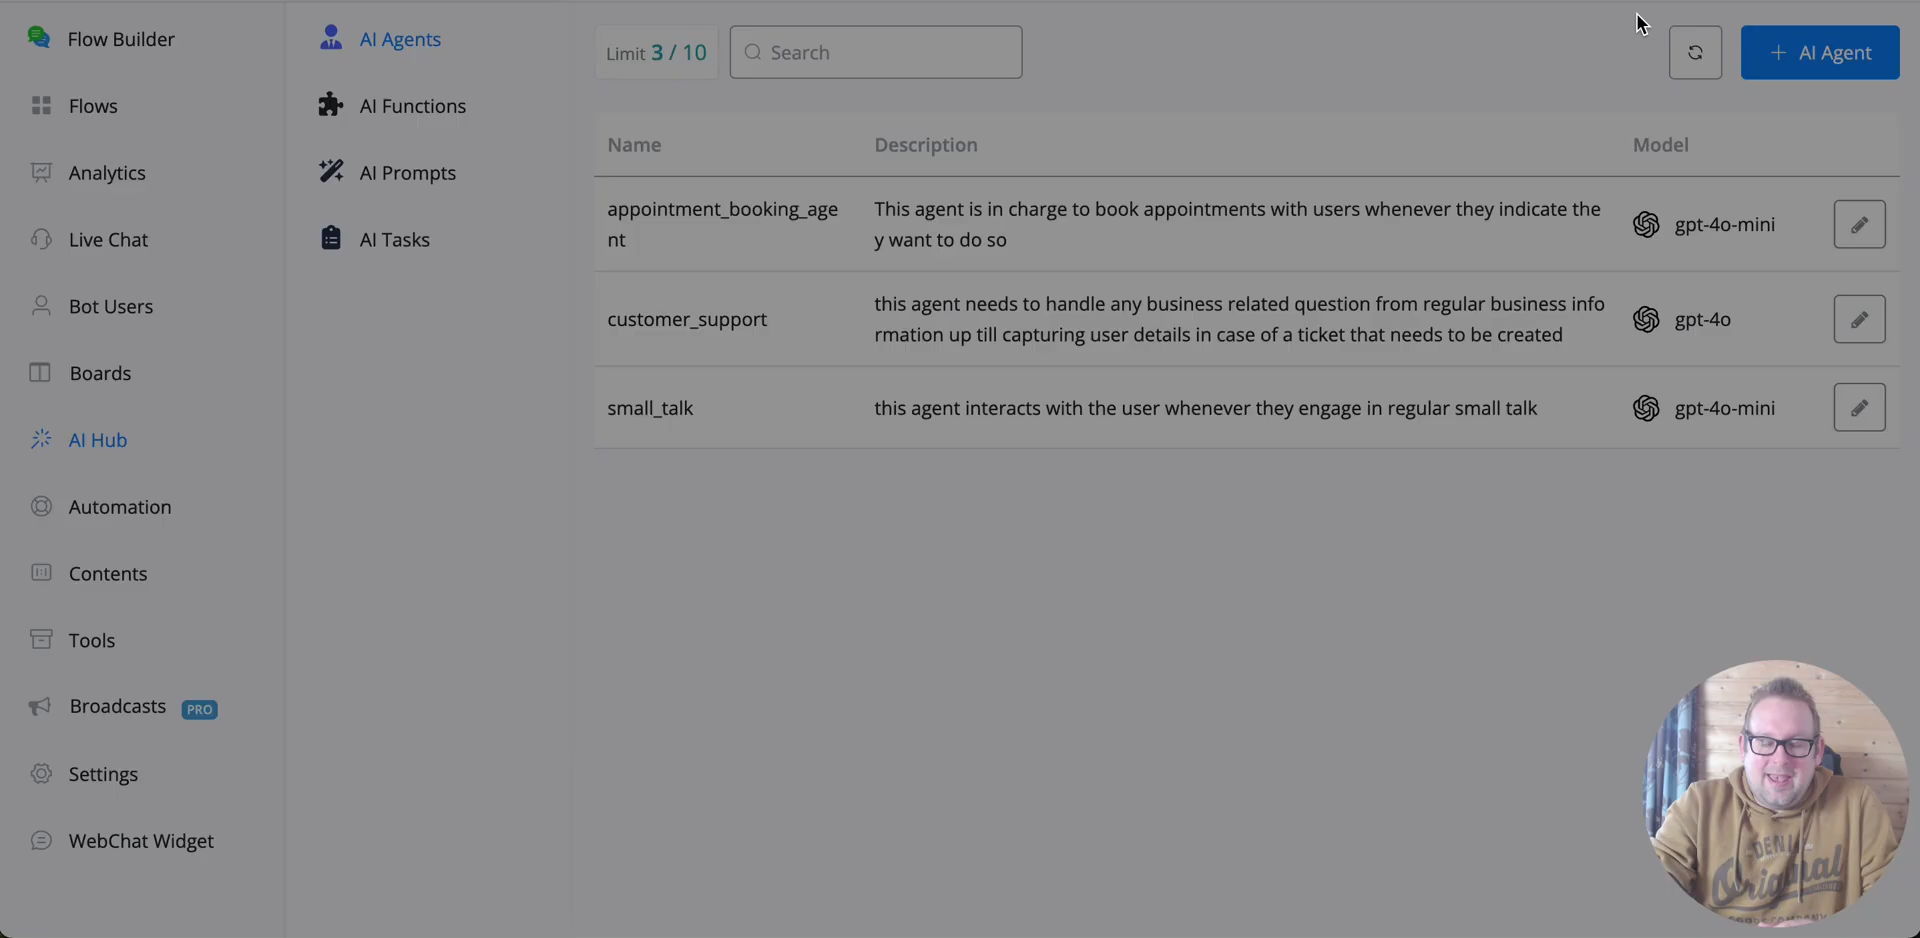 Flow Builder
Flows
Analytics
Live Chat
Bot Users
Boards
AI Hub
Automation
Contents
Tools
Broadcasts PRO
Settings
WebChat Widget
AI Agents
AI Functions
AI Prompts
AI Tasks
Limit 3 / 10
Search
+ AI Agent
Name
Description
Model
appointment_booking_age
nt
This agent is in charge to book appointments with users whenever they indicate the
y want to do so
gpt-4o-mini
customer_support
this agent needs to handle any business related question from regular business info
rmation up till capturing user details in case of a ticket that needs to be created
gpt-4o
small_talk
this agent interacts with the user whenever they engage in regular small talk
gpt-4o-mini
Original